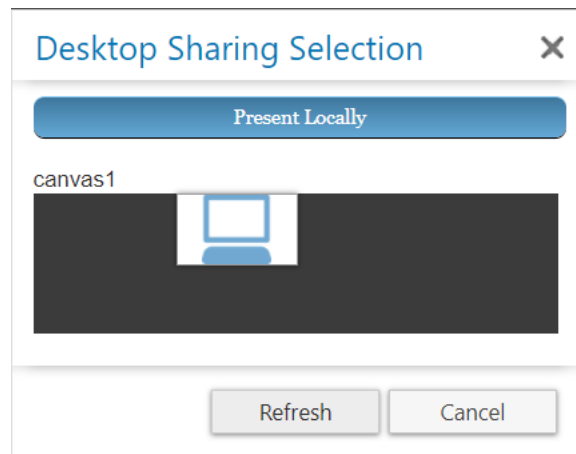 Desktop Sharing Selection
Present Locally
canvas1
Refresh
Cancel